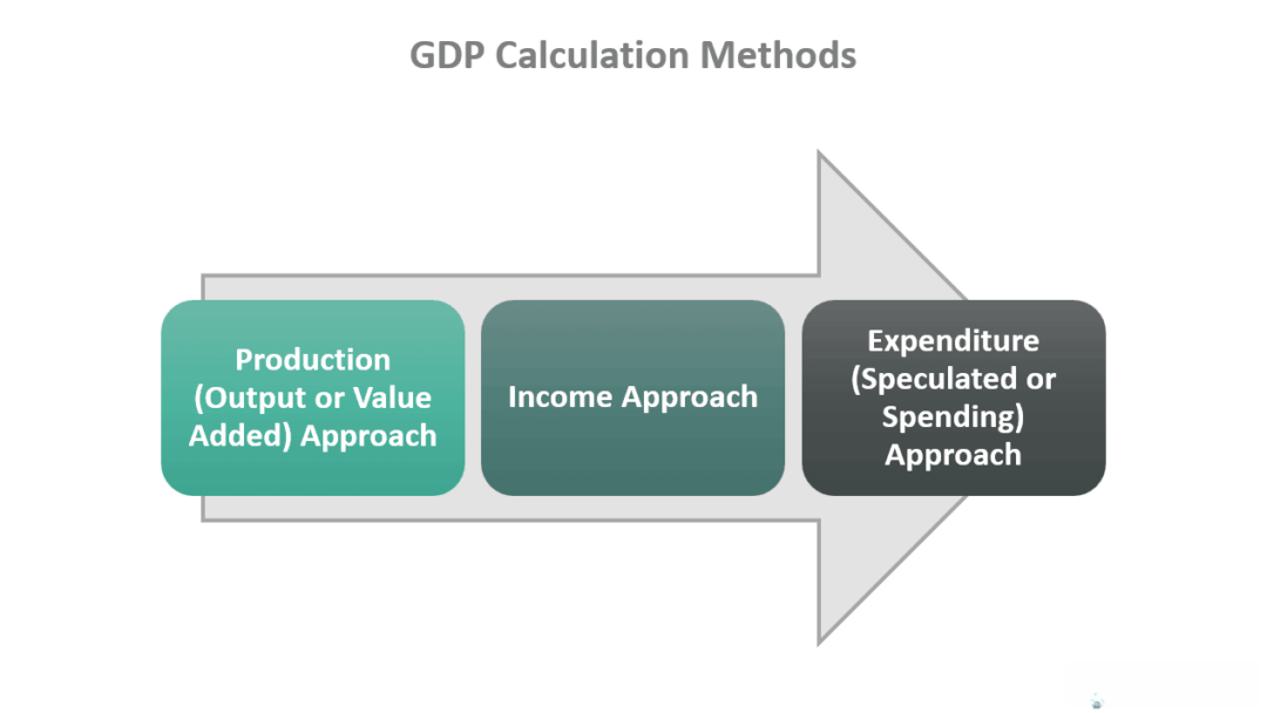 GDP Calculation Methods
Production
(Output or Value
Added) Approach
Income Approach
Expenditure
(Speculated or
Spending)
Approach